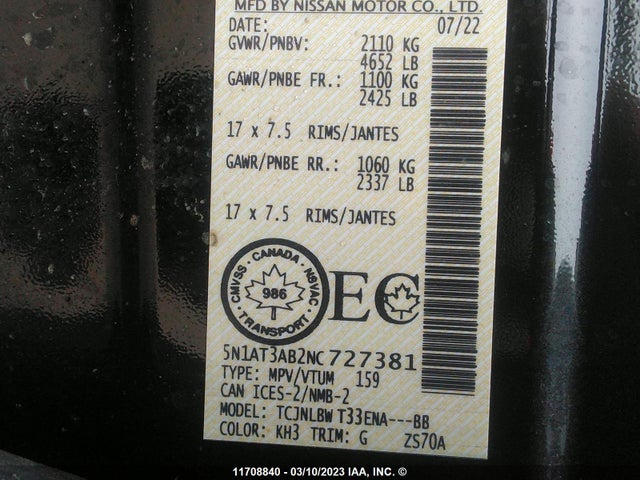 MFD BY NISSAN MOTOR CO., LTD.
DATE: 07/22
GVWR/PNBV: 2110 KG
4652 LB
GAWR/PNBE FR.: 1100 KG
2425 LB
17 x 7.5 RIMS/JANTES
GAWR/PNBE RR.: 1060 KG
2337 LB
17 x 7.5 RIMS/JANTES
CMVSS · CANADA · NSVAC
986
· TRANSPORT ·
EC
5N1AT3AB2NC727381
TYPE: MPV/VTUM 159
CAN ICES-2/NMB-2
MODEL: TCJNLBW T33ENA---BB
COLOR: KH3 TRIM: G ZS70A
11708840 - 03/10/2023 IAA, INC. ©